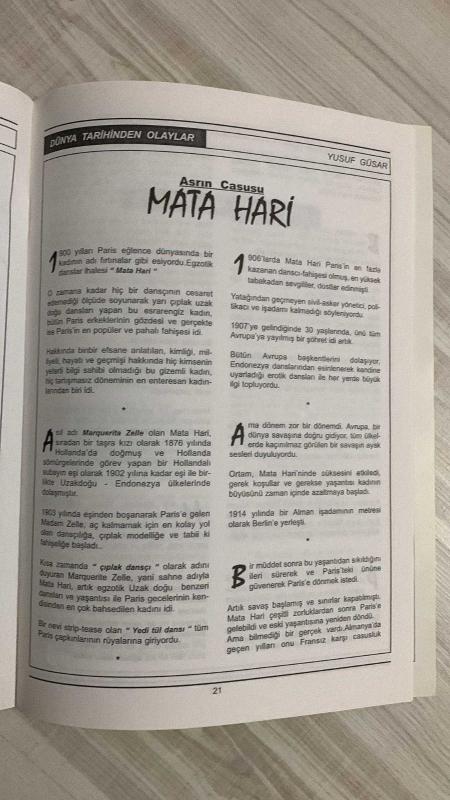 DÜNYA TARİHİNDEN OLAYLAR
YUSUF GÜSAR
Asrın Casusu
MATA HARİ
1900 yılları Paris eğlence dünyasında bir
kadının adı fırtınalar gibi esiyordu.Egzotik
danslar ihalesi " Mata Hari "
O zamana kadar hiç bir dansçının cesaret
edemediği ölçüde soyunarak yarı çıplak uzak
doğu dansları yapan bu esrarengiz kadın,
bütün Paris erkeklerinin gözdesi ve gerçekte
ise Paris'in en popüler ve pahalı fahişesi idi.
Hakkında binbir efsane anlatılan, kimliği, mil-
liyeti, hayatı ve geçmişi hakkında hiç kimsenin
yeterli bilgi sahibi olmadığı bu gizemli kadın,
hiç tartışmasız döneminin en enteresan kadın-
larından biri idi.
*
Asıl adı Marguerita Zelle olan Mata Hari,
sıradan bir taşra kızı olarak 1876 yılında
Hollanda'da doğmuş ve Hollanda
sömürgelerinde görev yapan bir Hollandalı
subayın eşi olarak 1902 yılına kadar eşi ile bir-
likte Uzakdoğu - Endonezya ülkelerinde
dolaşmıştır.
1903 yılında eşinden boşanarak Paris'e gelen
Madam Zelle, aç kalmamak için en kolay yol
olan dansçılığa, çıplak modelliğe ve tabii ki
fahişeliğe başladı..
Kısa zamanda " çıplak dansçı " olarak adını
duyuran Marquerite Zelle, yani sahne adıyla
Mata Hari, artık egzotik Uzak doğu benzeri
dansları ve yaşantısı ile Paris gecelerinin ken-
disinden en çok bahsedilen kadını idi.
Bir nevi strip-tease olan " Yedi tül dansı " tüm
Paris çapkınlarının rüyalarına giriyordu.
*
1906'larda Mata Hari Paris'in en fazla
kazanan dansçı-fahişesi olmuş, en yüksek
tabakadan sevgililer, dostlar edinmişti.
Yatağından geçmeyen sivil-asker yönetici, poli-
tikacı ve işadamı kalmadığı söyleniyordu.
1907'ye gelindiğinde 30 yaşlarında, ünü tüm
Avrupa'ya yayılmış bir şöhret idi artık.
Bütün Avrupa başkentlerini dolaşıyor,
Endonezya danslarından esinlenerek kendine
uyarladığı erotik dansları ile her yerde büyük
ilgi topluyordu.
*
Ama dönem zor bir dönemdi. Avrupa, bir
dünya savaşına doğru gidiyor, tüm ülkel-
erde kaçınılmaz görülen bir savaşın ayak
sesleri duyuluyordu.
Ortam, Mata Hari'ninde süksesini etkiledi,
gerek koşullar ve gerekse yaşantısı kadının
büyüsünü zaman içinde azaltmaya başladı.
1914 yılında bir Alman işadamının metresi
olarak Berlin'e yerleşti.
*
Bir müddet sonra bu yaşantıdan sıkıldığını
ileri sürerek ve Paris'teki ününe
güvenerek Paris'e dönmek istedi.
Artık savaş başlamış ve sınırlar kapatılmıştı.
Mata Hari çeşitli zorluklardan sonra Paris'e
gelebildi ve eski yaşantısına yeniden döndü.
Ama bilmediği bir gerçek vardı.Almanya'da
geçen yılları onu Fransız karşı casusluk
21